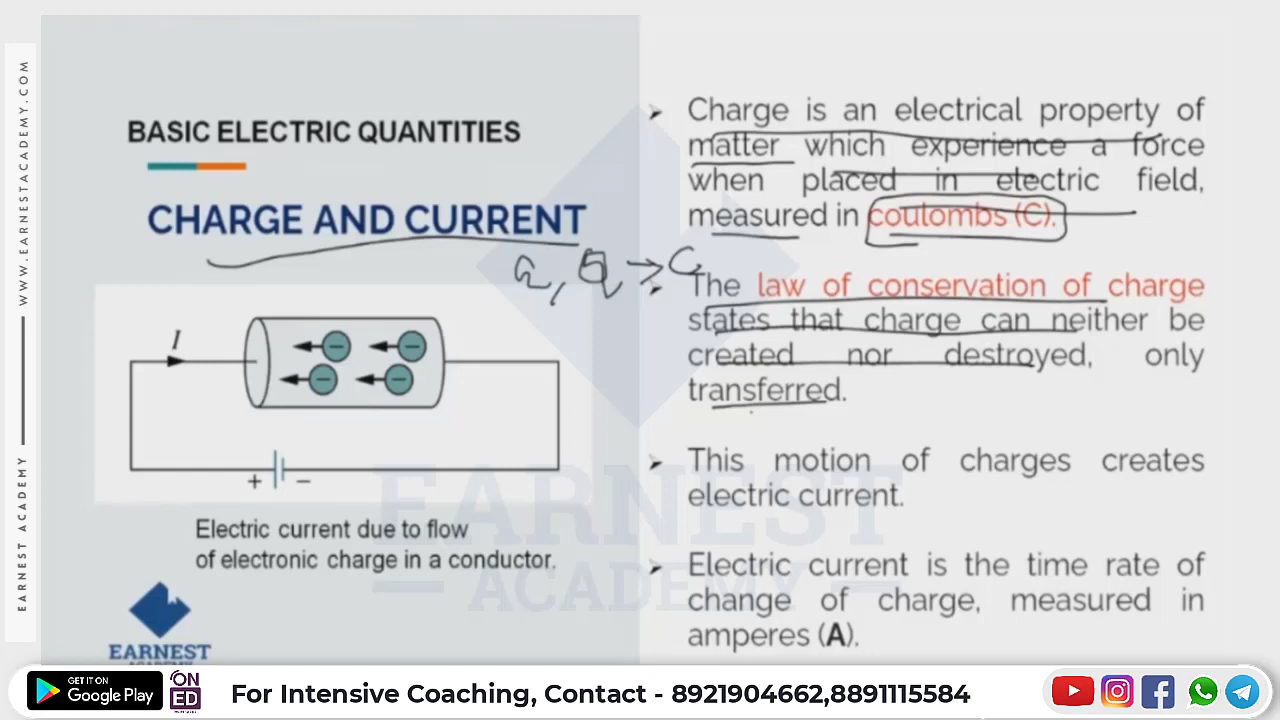 WWW.EARNESTACADEMY.COM
EARNEST ACADEMY
BASIC ELECTRIC QUANTITIES
CHARGE AND CURRENT
I
+ −
Electric current due to flow
of electronic charge in a conductor.
EARNEST
ACADEMY
Charge is an electrical property of
matter which experience a force
when placed in electric field,
measured in coulombs (C).
Q → C
The law of conservation of charge
states that charge can neither be
created nor destroyed, only
transferred.
This motion of charges creates
electric current.
Electric current is the time rate of
change of charge, measured in
amperes (A).
EARNEST
ACADEMY
GET IT ON
Google Play
ON
ED
For Intensive Coaching, Contact - 8921904662,8891115584